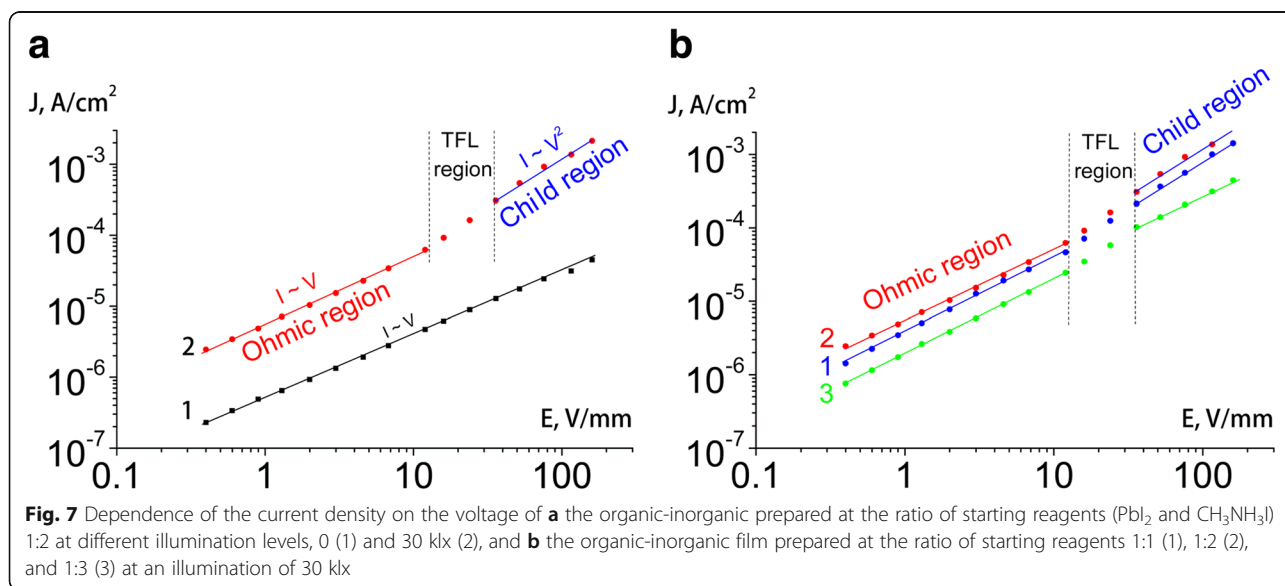 a
J, A/cm²
10⁻³
10⁻⁴
10⁻⁵
10⁻⁶
10⁻⁷
TFL
region
I ~ V²
Child region
I ~ V
Ohmic region
I ~ V
2
1
E, V/mm
0.1
1
10
100
b
J, A/cm²
10⁻³
10⁻⁴
10⁻⁵
10⁻⁶
10⁻⁷
TFL
region
Child region
Ohmic region
2
1
3
E, V/mm
0.1
1
10
100
Fig. 7 Dependence of the current density on the voltage of a the organic-inorganic prepared at the ratio of starting reagents (PbI₂ and CH₃NH₃I)
1:2 at different illumination levels, 0 (1) and 30 klx (2), and b the organic-inorganic film prepared at the ratio of starting reagents 1:1 (1), 1:2 (2),
and 1:3 (3) at an illumination of 30 klx